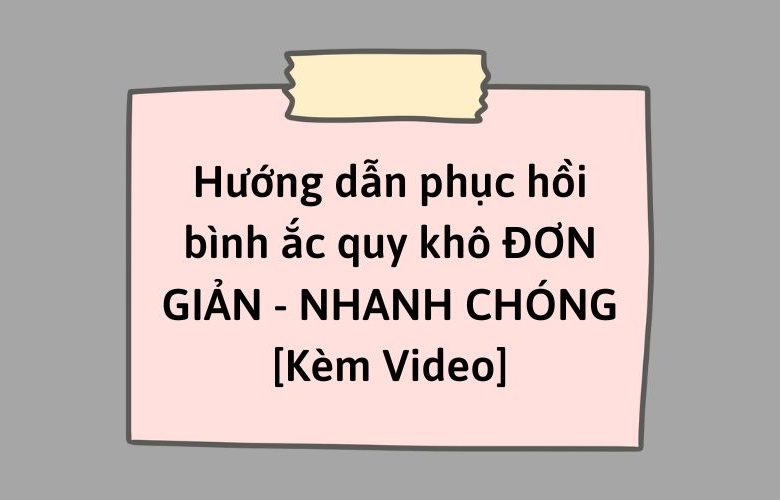 Hướng dẫn phục hồi
bình ắc quy khô ĐƠN
GIẢN - NHANH CHÓNG
[Kèm Video]